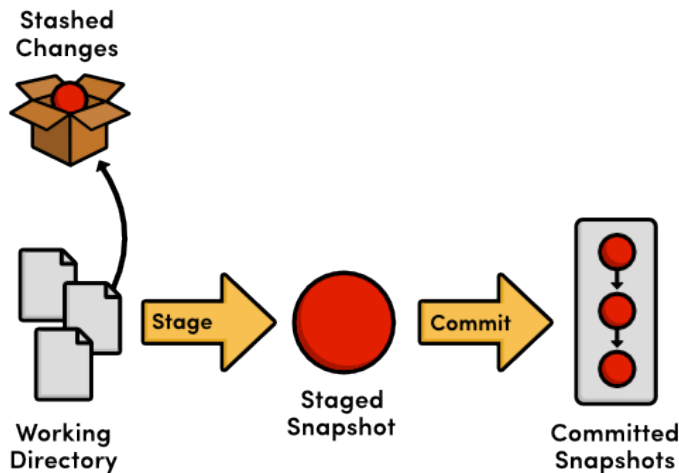 Stashed
Changes
Stage
Commit
Staged
Snapshot
Working
Directory
Committed
Snapshots